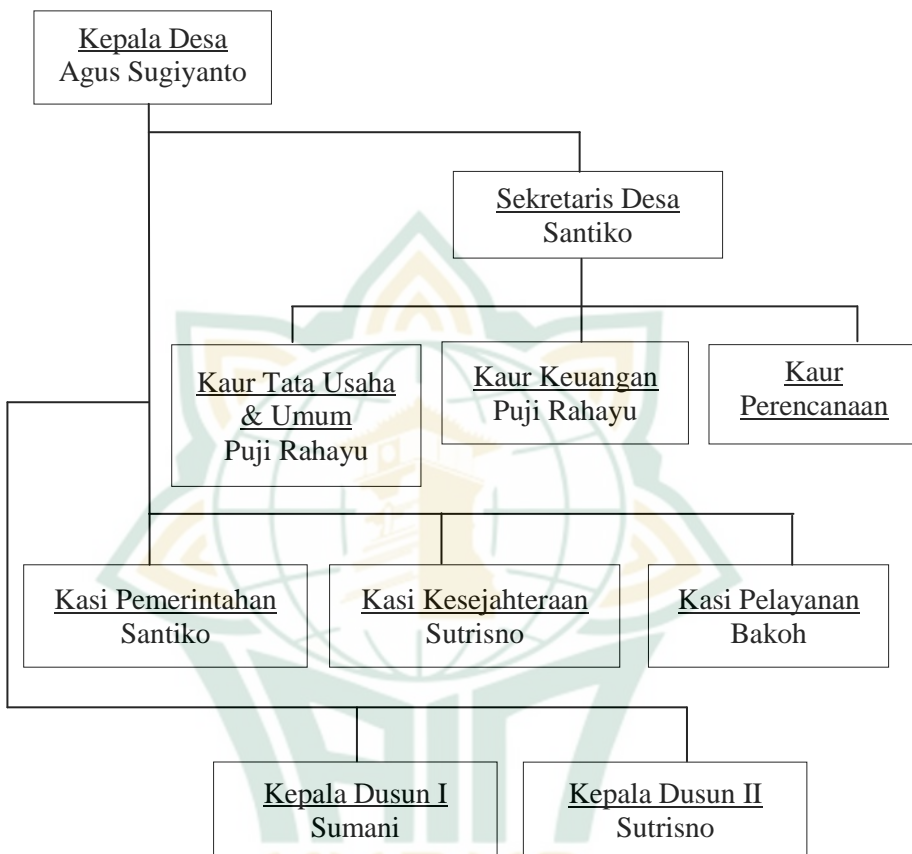 Kepala Desa
Agus Sugiyanto
Sekretaris Desa
Santiko
Kaur Tata Usaha
& Umum
Puji Rahayu
Kaur Keuangan
Puji Rahayu
Kaur
Perencanaan
Kasi Pemerintahan
Santiko
Kasi Kesejahteraan
Sutrisno
Kasi Pelayanan
Bakoh
Kepala Dusun I
Sumani
Kepala Dusun II
Sutrisno